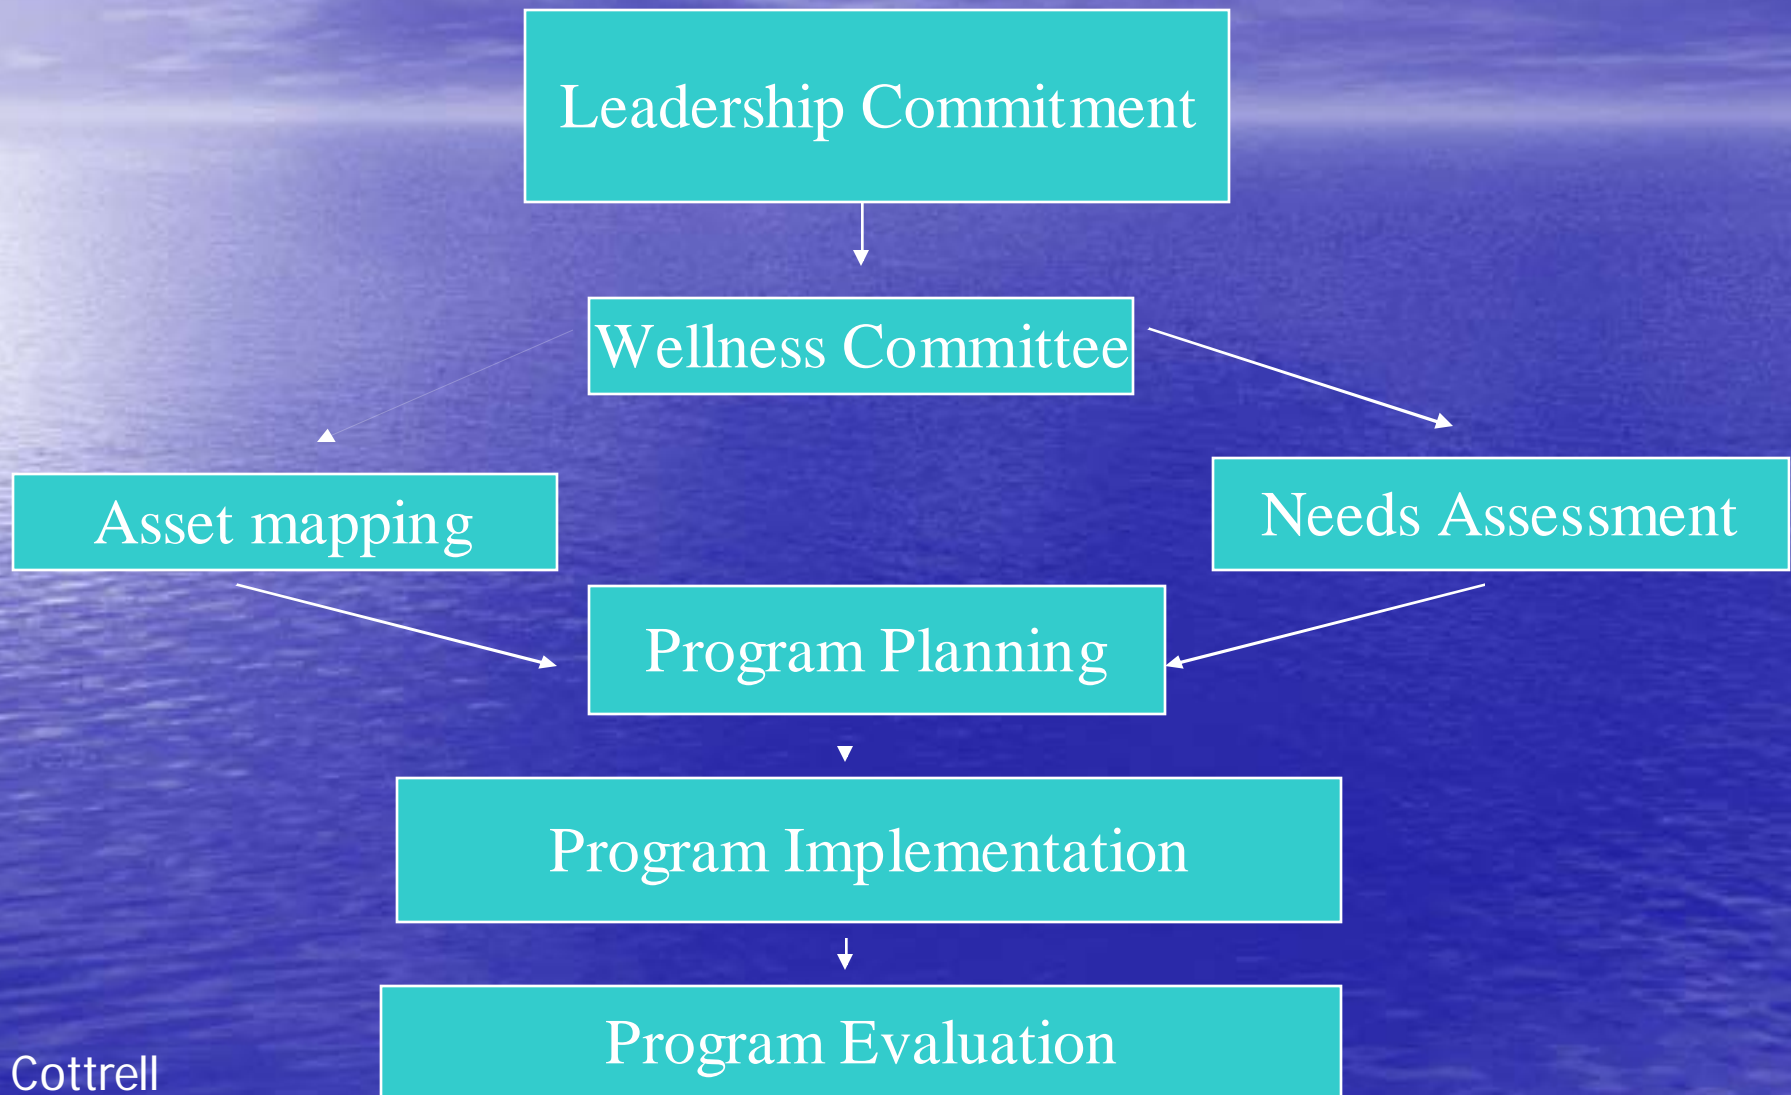 Leadership Commitment
Wellness Committee
Asset mapping
Needs Assessment
Program Planning
Program Implementation
Program Evaluation
Cottrell